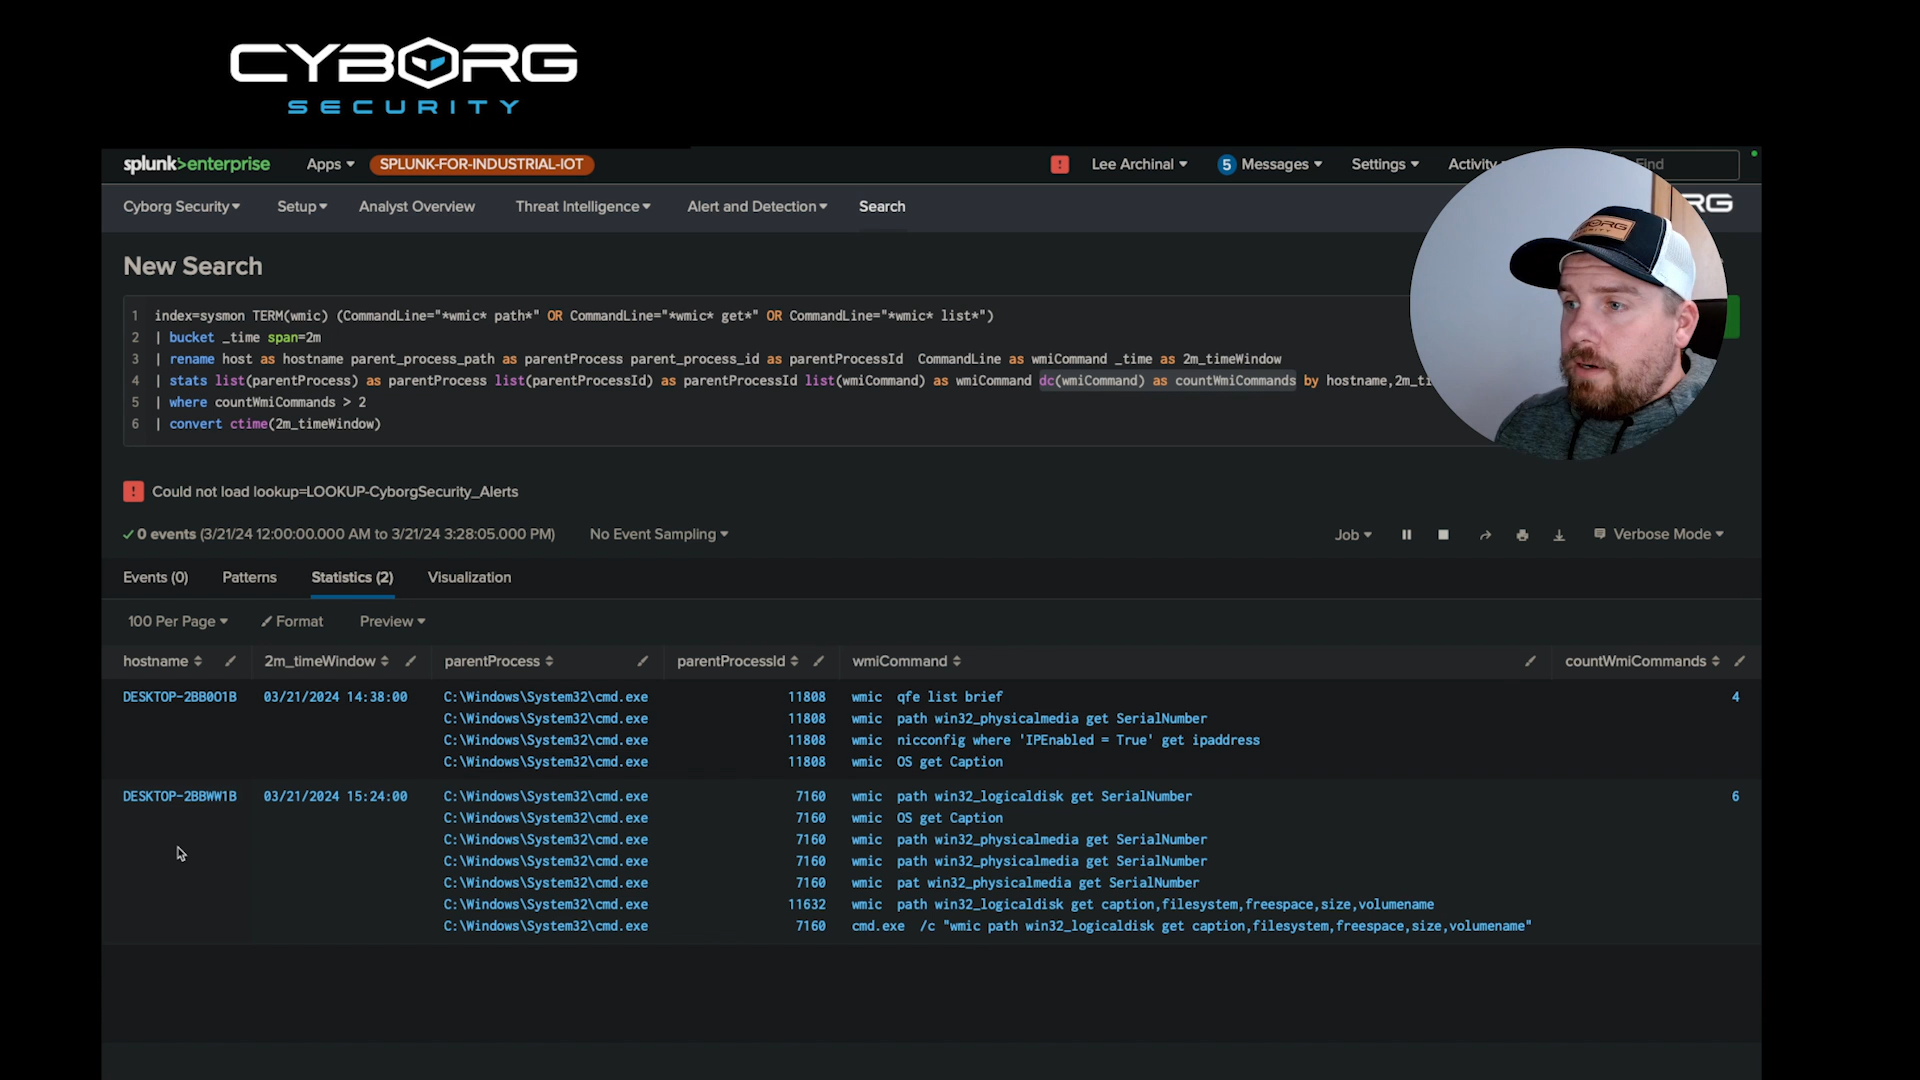 CYBORG
SECURITY
splunk>enterprise Apps SPLUNK-FOR-INDUSTRIAL-IOT Lee Archinal 5 Messages Settings Activity Find
Cyborg Security Setup Analyst Overview Threat Intelligence Alert and Detection Search RG
New Search
1 index=sysmon TERM(wmic) (CommandLine="*wmic* path*" OR CommandLine="*wmic* get*" OR CommandLine="*wmic* list*")
2 | bucket _time span=2m
3 | rename host as hostname parent_process_path as parentProcess parent_process_id as parentProcessId CommandLine as wmiCommand _time as 2m_timeWindow
4 | stats list(parentProcess) as parentProcess list(parentProcessId) as parentProcessId list(wmiCommand) as wmiCommand dc(wmiCommand) as countWmiCommands by hostname,2m_ti
5 | where countWmiCommands > 2
6 | convert ctime(2m_timeWindow)
! Could not load lookup=LOOKUP-CyborgSecurity_Alerts
✓ 0 events (3/21/24 12:00:00.000 AM to 3/21/24 3:28:05.000 PM) No Event Sampling Job Verbose Mode
Events (0) Patterns Statistics (2) Visualization
100 Per Page Format Preview
hostname 2m_timeWindow parentProcess parentProcessId wmiCommand countWmiCommands
DESKTOP-2BB0O1B 03/21/2024 14:38:00 C:\Windows\System32\cmd.exe 11808 wmic qfe list brief 4
C:\Windows\System32\cmd.exe 11808 wmic path win32_physicalmedia get SerialNumber
C:\Windows\System32\cmd.exe 11808 wmic nicconfig where 'IPEnabled = True' get ipaddress
C:\Windows\System32\cmd.exe 11808 wmic OS get Caption
DESKTOP-2BBWW1B 03/21/2024 15:24:00 C:\Windows\System32\cmd.exe 7160 wmic path win32_logicaldisk get SerialNumber 6
C:\Windows\System32\cmd.exe 7160 wmic OS get Caption
C:\Windows\System32\cmd.exe 7160 wmic path win32_physicalmedia get SerialNumber
C:\Windows\System32\cmd.exe 7160 wmic path win32_physicalmedia get SerialNumber
C:\Windows\System32\cmd.exe 7160 wmic pat win32_physicalmedia get SerialNumber
C:\Windows\System32\cmd.exe 11632 wmic path win32_logicaldisk get caption,filesystem,freespace,size,volumename
C:\Windows\System32\cmd.exe 7160 cmd.exe /c "wmic path win32_logicaldisk get caption,filesystem,freespace,size,volumename"